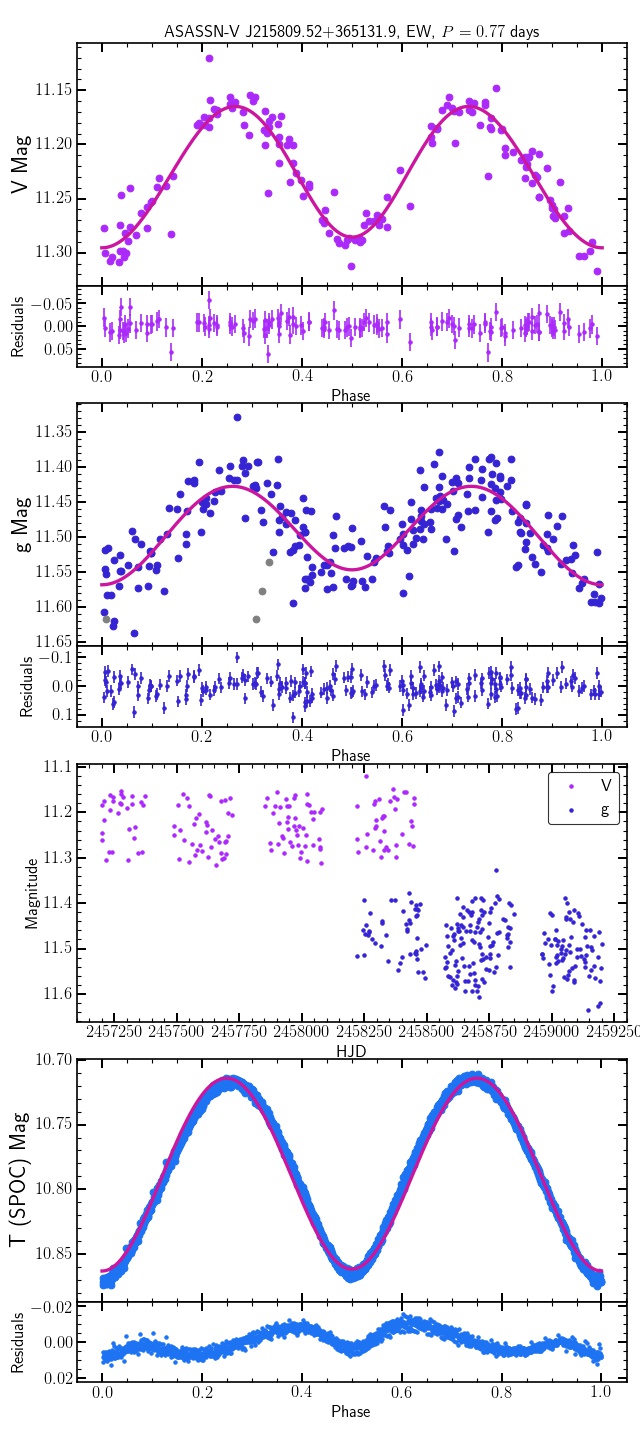 ASASSN-V J215809.52+365131.9, EW, P = 0.77 days
V Mag
11.15
11.20
11.25
11.30
Residuals
−0.05
0.00
0.05
0.0 0.2 0.4 0.6 0.8 1.0
Phase
g Mag
11.35
11.40
11.45
11.50
11.55
11.60
11.65
Residuals
−0.1
0.0
0.1
0.0 0.2 0.4 0.6 0.8 1.0
Phase
Magnitude
11.1
11.2
11.3
11.4
11.5
11.6
V
g
2457250 2457500 2457750 2458000 2458250 2458500 2458750 2459000 2459250
HJD
T (SPOC) Mag
10.70
10.75
10.80
10.85
Residuals
−0.02
0.00
0.02
0.0 0.2 0.4 0.6 0.8 1.0
Phase